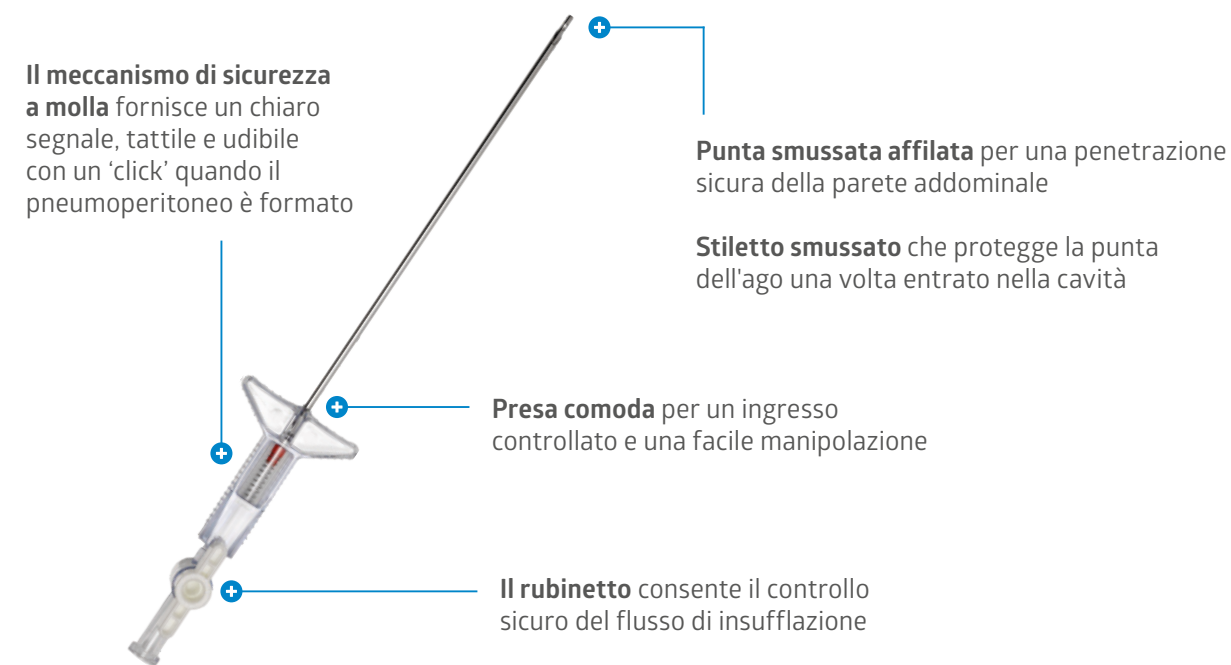 Il meccanismo di sicurezza
a molla fornisce un chiaro
segnale, tattile e udibile
con un ‘click’ quando il
pneumoperitoneo è formato
Punta smussata affilata per una penetrazione
sicura della parete addominale
Stiletto smussato che protegge la punta
dell'ago una volta entrato nella cavità
Presa comoda per un ingresso
controllato e una facile manipolazione
Il rubinetto consente il controllo
sicuro del flusso di insufflazione